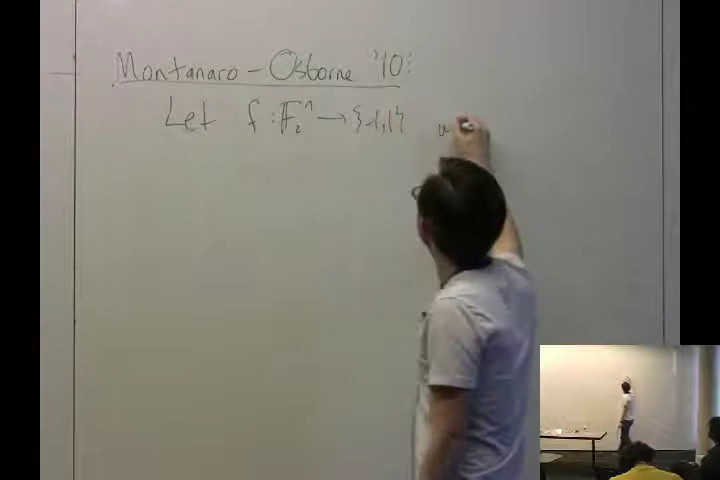 Montanaro - Osborne '10:
Let f : F₂ⁿ → {-1,1}